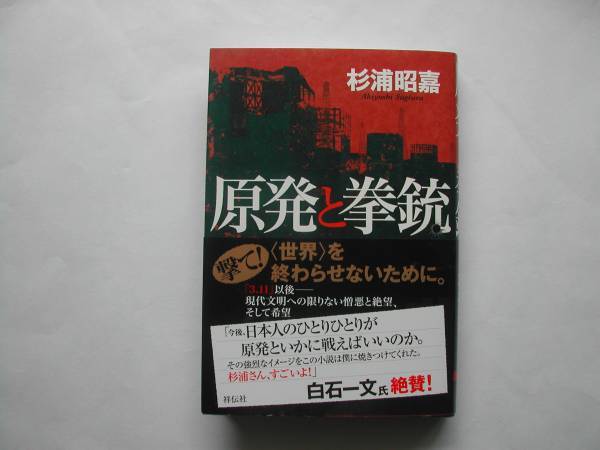 杉浦昭嘉
Akiyoshi Sugiura
原発と拳銃
撃て!
〈世界〉を
終わらせないために。
「3.11」以後――
現代文明への限りない憎悪と絶望、
そして希望
「今後、日本人のひとりひとりが
原発といかに戦えばいいのか。
その強烈なイメージをこの小説は僕に焼きつけてくれた。
杉浦さん、すごいよ!」
白石一文氏絶賛!
祥伝社